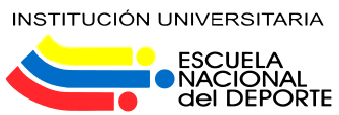 INSTITUCIÓN UNIVERSITARIA
ESCUELA
NACIONAL
del DEPORTE